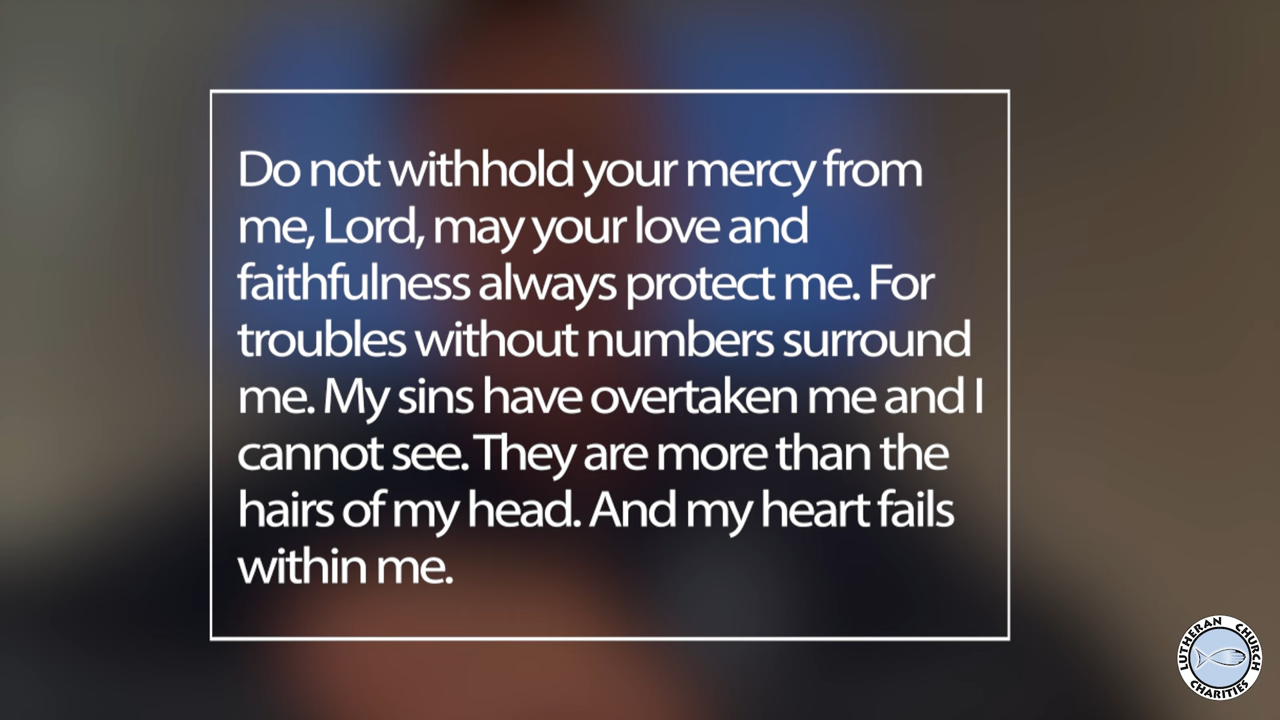 Do not withhold your mercy from
me, Lord, may your love and
faithfulness always protect me. For
troubles without numbers surround
me. My sins have overtaken me and I
cannot see. They are more than the
hairs of my head. And my heart fails
within me.
LUTHERAN CHURCH
CHARITIES